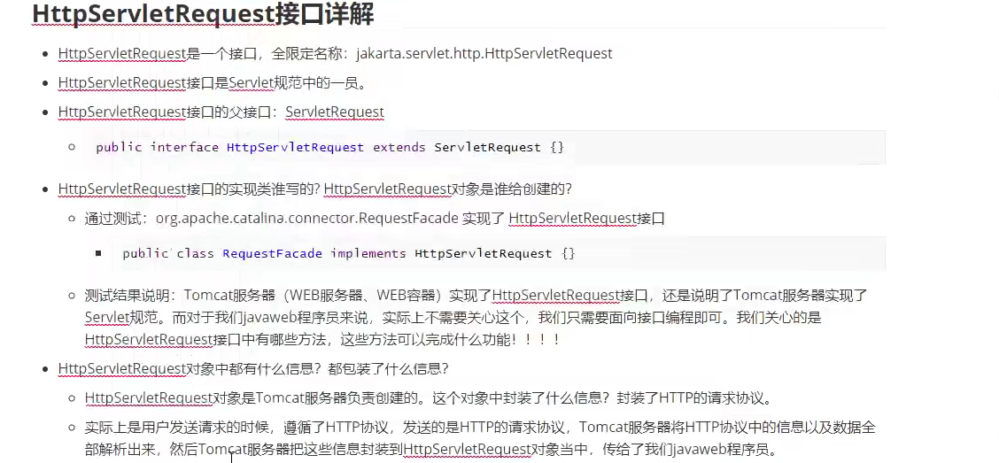 HttpServletRequest接口详解
HttpServletRequest是一个接口，全限定名称：jakarta.servlet.http.HttpServletRequest
HttpServletRequest接口是Servlet规范中的一员。
HttpServletRequest接口的父接口：ServletRequest
public interface HttpServletRequest extends ServletRequest {}
HttpServletRequest接口的实现类谁写的? HttpServletRequest对象是谁给创建的?
通过测试：org.apache.catalina.connector.RequestFacade 实现了 HttpServletRequest接口
public class RequestFacade implements HttpServletRequest {}
测试结果说明：Tomcat服务器（WEB服务器、WEB容器）实现了HttpServletRequest接口，还是说明了Tomcat服务器实现了
Servlet规范。而对于我们javaweb程序员来说，实际上不需要关心这个，我们只需要面向接口编程即可。我们关心的是
HttpServletRequest接口中有哪些方法，这些方法可以完成什么功能！！！！
HttpServletRequest对象中都有什么信息？都包装了什么信息？
HttpServletRequest对象是Tomcat服务器负责创建的。这个对象中封装了什么信息？封装了HTTP的请求协议。
实际上是用户发送请求的时候，遵循了HTTP协议，发送的是HTTP的请求协议，Tomcat服务器将HTTP协议中的信息以及数据全
部解析出来，然后Tomcat服务器把这些信息封装到HttpServletRequest对象当中，传给了我们javaweb程序员。